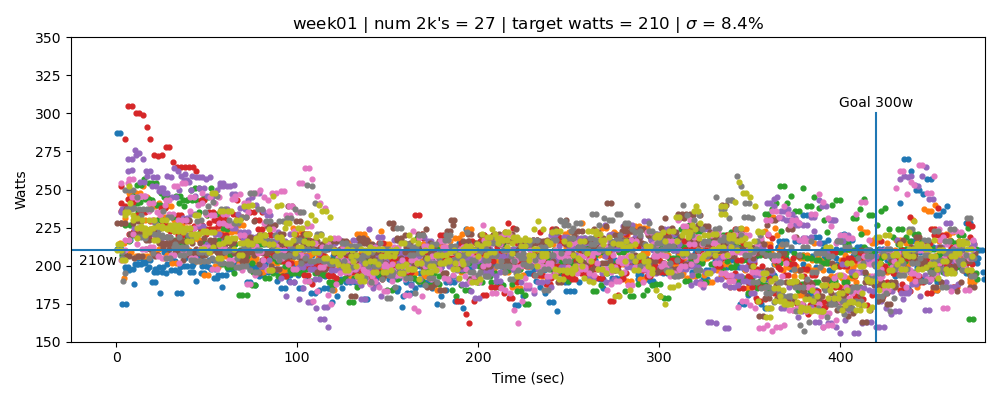 week01 | num 2k's = 27 | target watts = 210 | σ = 8.4%
350
325
300
275
250
225
200
175
150
Watts
Goal 300w
210w
0
100
200
300
400
Time (sec)